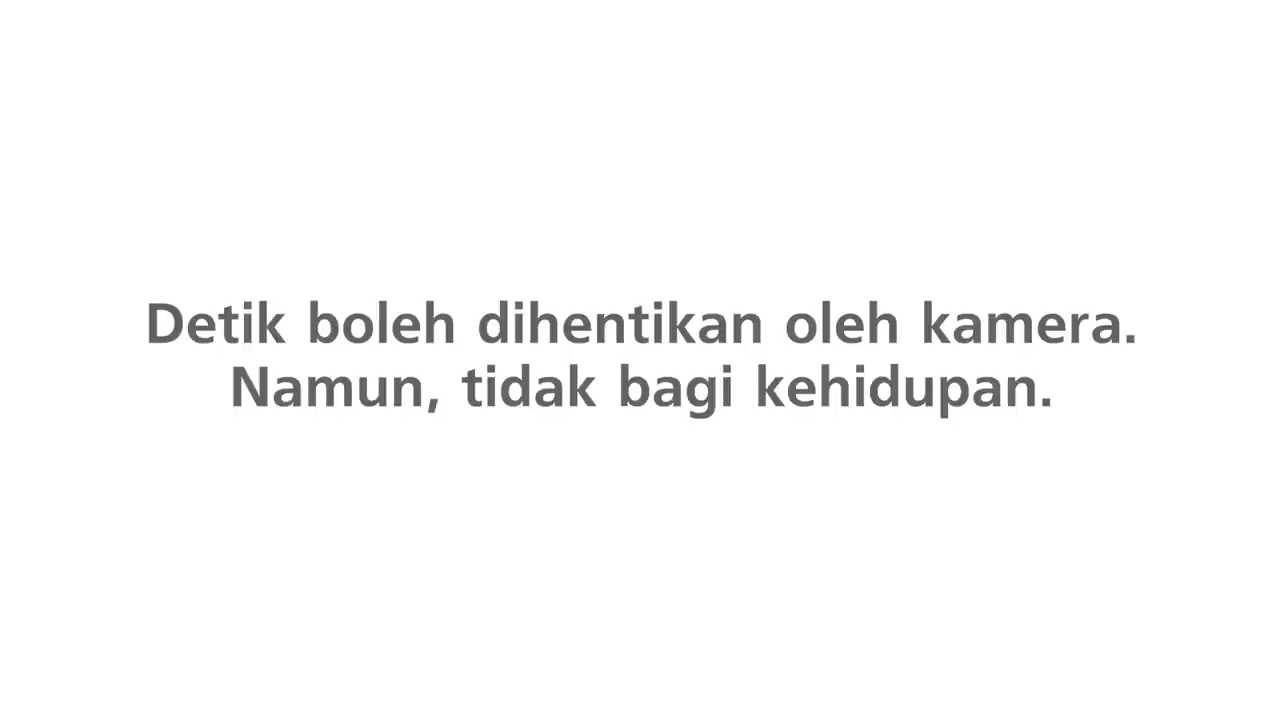 Detik boleh dihentikan oleh kamera.
Namun, tidak bagi kehidupan.